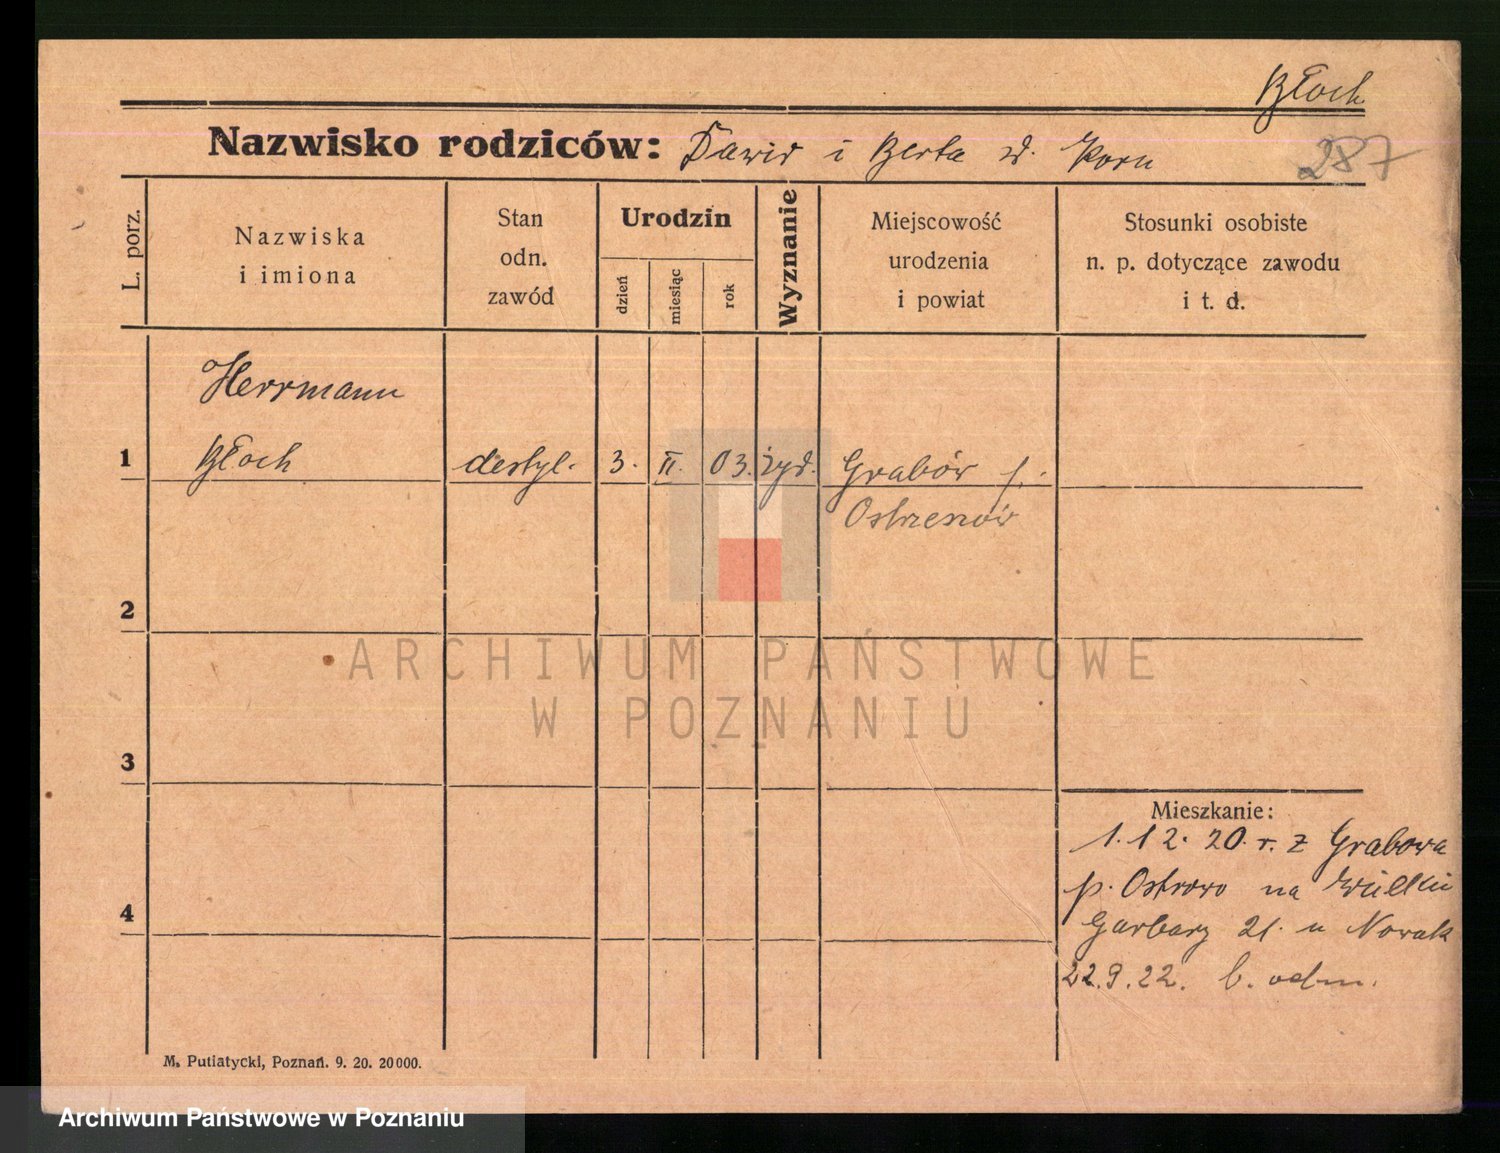 Błoch
Nazwisko rodziców: Dawid i Berta zd. Korn
287
L. porz.
Nazwiska
i imiona
Stan
odn.
zawód
Urodzin
dzień
miesiąc
rok
Wyznanie
Miejscowość
urodzenia
i powiat
Stosunki osobiste
n. p. dotyczące zawodu
i t. d.
Herrmann
1 Błoch destyl. 3. II. 03. żyd. Grabów p.
Ostrzeszów
2
3
4
ARCHIWUM PAŃSTWOWE
W POZNANIU
Mieszkanie:
1. 12. 20. r. z Grabowa
p. Ostrowo na Wielkie
Garbary 21. u Nowak
22.9.22. b. odm.
M. Putiatycki, Poznań. 9. 20. 20000.
Archiwum Państwowe w Poznaniu